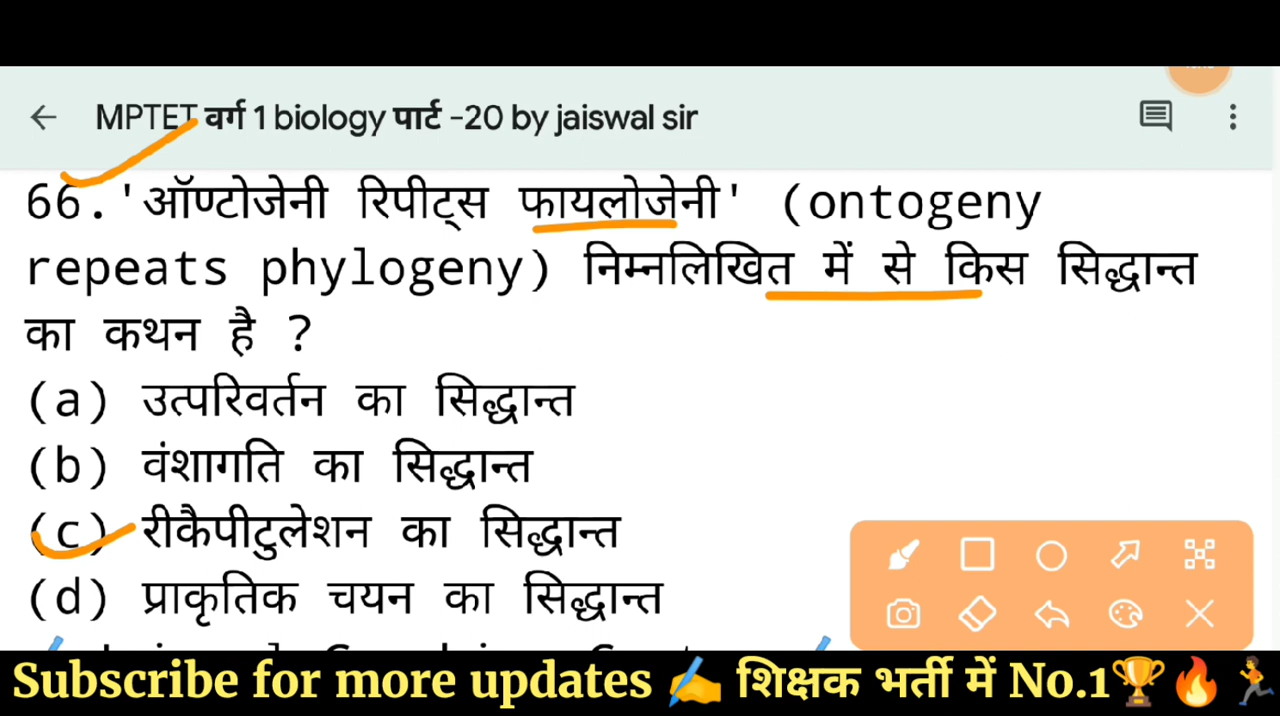 MPTET वर्ग 1 biology पार्ट -20 by jaiswal sir
66.'ऑण्टोजेनी रिपीट्स फायलोजेनी' (ontogeny
repeats phylogeny) निम्नलिखित में से किस सिद्धान्त
का कथन है ?
(a) उत्परिवर्तन का सिद्धान्त
(b) वंशागति का सिद्धान्त
(c) रीकैपीटुलेशन का सिद्धान्त
(d) प्राकृतिक चयन का सिद्धान्त
Subscribe for more updates ✍️ शिक्षक भर्ती में No.1🏆🔥🏃